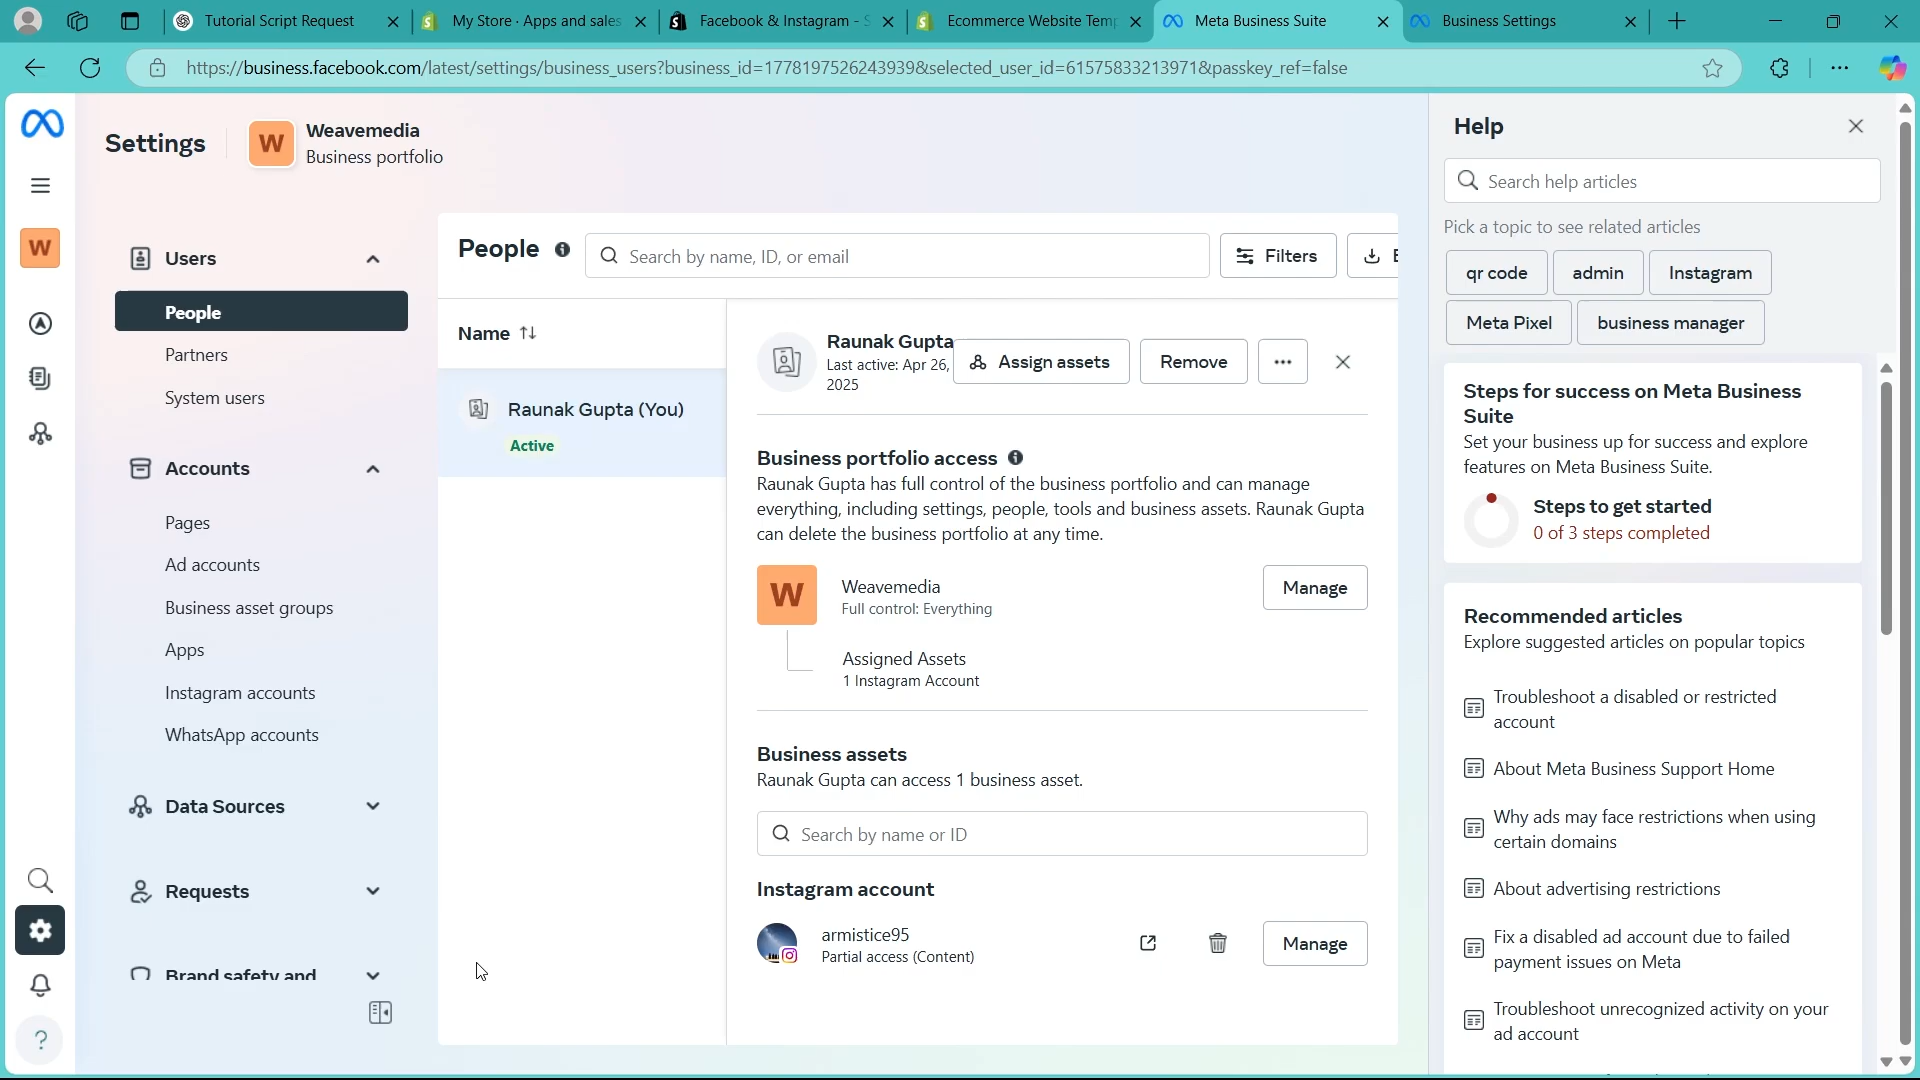 Tutorial Script Request
My Store · Apps and sales
Facebook & Instagram - S
Ecommerce Website Temp
Meta Business Suite
Business Settings
https://business.facebook.com/latest/settings/business_users?business_id=1778197526243939&selected_user_id=61575833213971&passkey_ref=false
Settings
W
Weavemedia
Business portfolio
W
Users
People
Partners
System users
Accounts
Pages
Ad accounts
Business asset groups
Apps
Instagram accounts
WhatsApp accounts
Data Sources
Requests
Brand safety and
?
People
Search by name, ID, or email
Filters
Name
Raunak Gupta (You)
Active
Raunak Gupta
Last active: Apr 26,
2025
Assign assets
Remove
Business portfolio access
Raunak Gupta has full control of the business portfolio and can manage
everything, including settings, people, tools and business assets. Raunak Gupta
can delete the business portfolio at any time.
W
Weavemedia
Full control: Everything
Manage
Assigned Assets
1 Instagram Account
Business assets
Raunak Gupta can access 1 business asset.
Search by name or ID
Instagram account
armistice95
Partial access (Content)
Manage
Help
Search help articles
Pick a topic to see related articles
qr code
admin
Instagram
Meta Pixel
business manager
Steps for success on Meta Business
Suite
Set your business up for success and explore
features on Meta Business Suite.
Steps to get started
0 of 3 steps completed
Recommended articles
Explore suggested articles on popular topics
Troubleshoot a disabled or restricted
account
About Meta Business Support Home
Why ads may face restrictions when using
certain domains
About advertising restrictions
Fix a disabled ad account due to failed
payment issues on Meta
Troubleshoot unrecognized activity on your
ad account